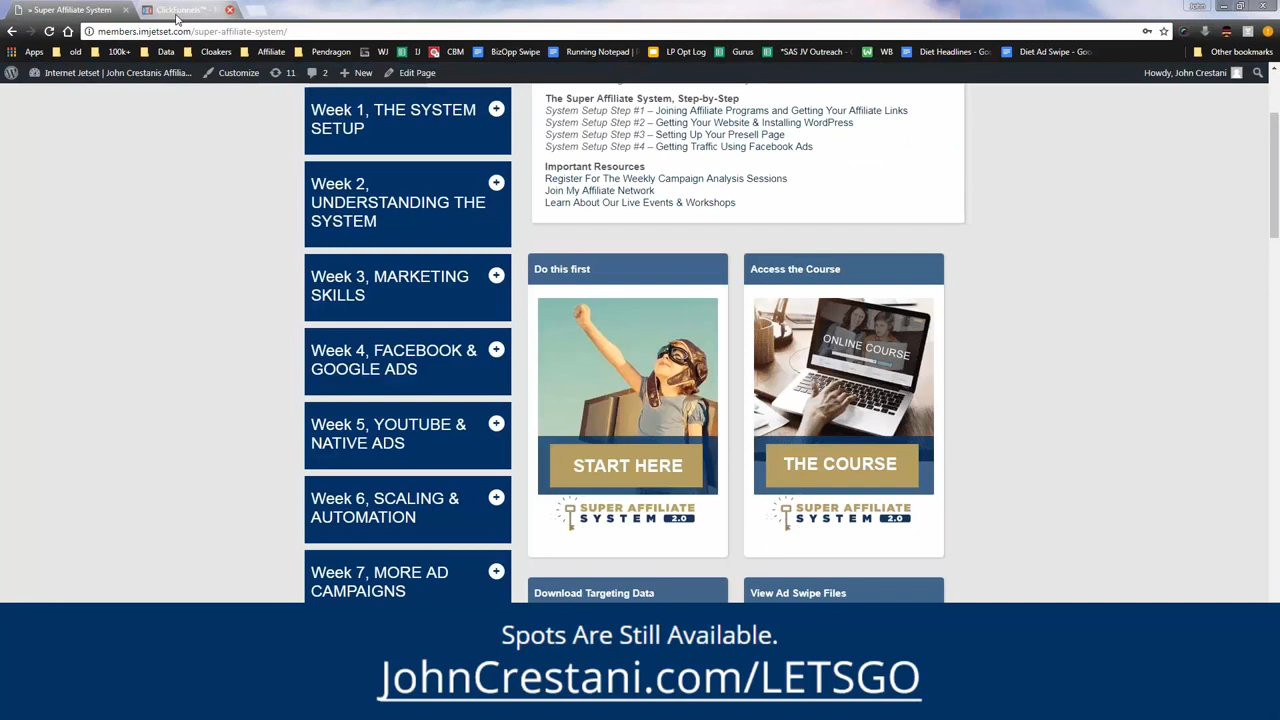 » Super Affiliate System
ClickFunnels™ -
members.imjetset.com/super-affiliate-system/
John
Apps
old
100k+
Data
Cloakers
Affiliate
Pendragon
WJ
LI
CBM
BizOpp Swipe
Running Notepad
LP Opt Log
Gurus
*SAS JV Outreach - G
WB
Diet Headlines - Go
Diet Ad Swipe - Goo
Other bookmarks
Internet Jetset | John Crestanis Affilia...
Customize
11
2
New
Edit Page
Howdy, John Crestani
Week 1, THE SYSTEM
SETUP
Week 2,
UNDERSTANDING THE
SYSTEM
Week 3, MARKETING
SKILLS
Week 4, FACEBOOK &
GOOGLE ADS
Week 5, YOUTUBE &
NATIVE ADS
Week 6, SCALING &
AUTOMATION
Week 7, MORE AD
CAMPAIGNS
The Super Affiliate System, Step-by-Step
System Setup Step #1 – Joining Affiliate Programs and Getting Your Affiliate Links
System Setup Step #2 – Getting Your Website & Installing WordPress
System Setup Step #3 – Setting Up Your Presell Page
System Setup Step #4 – Getting Traffic Using Facebook Ads
Important Resources
Register For The Weekly Campaign Analysis Sessions
Join My Affiliate Network
Learn About Our Live Events & Workshops
Do this first
START HERE
SUPER AFFILIATE
SYSTEM 2.0
Access the Course
ONLINE COURSE
THE COURSE
SUPER AFFILIATE
SYSTEM 2.0
Download Targeting Data
View Ad Swipe Files
Spots Are Still Available.
JohnCrestani.com/LETSGO